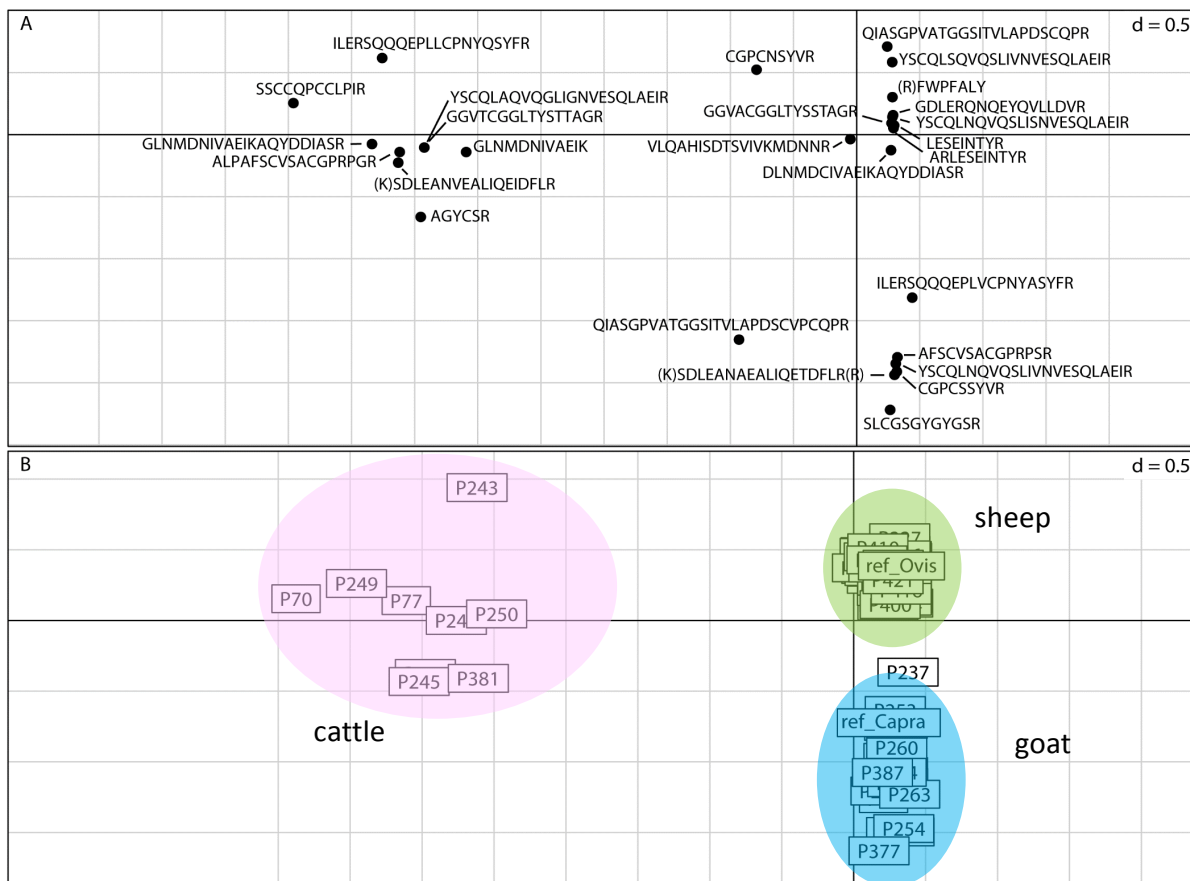 A
d = 0.5
QIASGPVATGGSITVLAPDSCQPR
ILERSQQQEPLLCPNYQSYFR
CGPCNSYVR
YSCQLSQVQSLIVNVESQLAEIR
SSCCQPCCLPIR
(R)FWPFALY
YSCQLAQVQGLIGNVESQLAEIR
GDLERQNQEYQVLLDVR
GGVTCGGLTYSTTAGR
GGVACGGLTYSSTAGR
YSCQLNQVQSLISNVESQLAEIR
GLNMDNIVAEIKAQYDDIASR
GLNMDNIVAEIK
VLQAHISDTSVIVKMDNNR
LESEINTYR
ALPAFSCVSACGPRPGR
ARLESEINTYR
DLNMDCIVAEIKAQYDDIASR
(K)SDLEANVEALIQEIDFLR
AGYCSR
ILERSQQQEPLVCPNYASYFR
QIASGPVATGGSITVLAPDSCVPCQPR
AFSCVSACGPRPSR
YSCQLNQVQSLIVNVESQLAEIR
(K)SDLEANAEALIQETDFLR(R)
CGPCSSYVR
SLCGSGYGYGSR
B
d = 0.5
P243
sheep
ref_Ovis
P249
P421
P70
P77
P400
P250
P237
P245
P381
ref_Capra
cattle
goat
P260
P387
P263
P254
P377